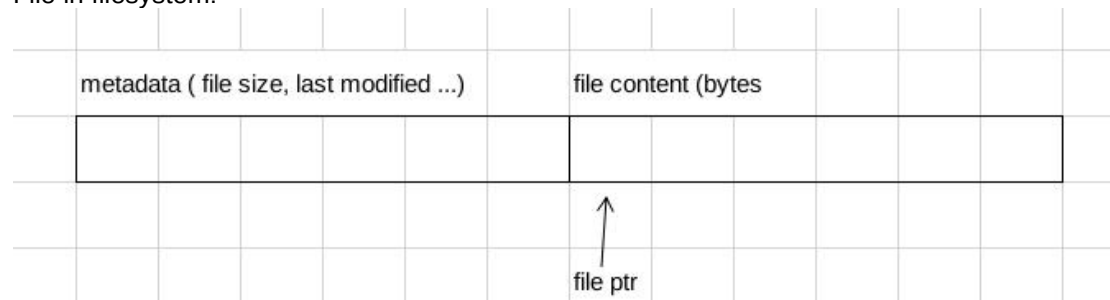 File in filesystem.
metadata ( file size, last modified ...)
file content (bytes
file ptr